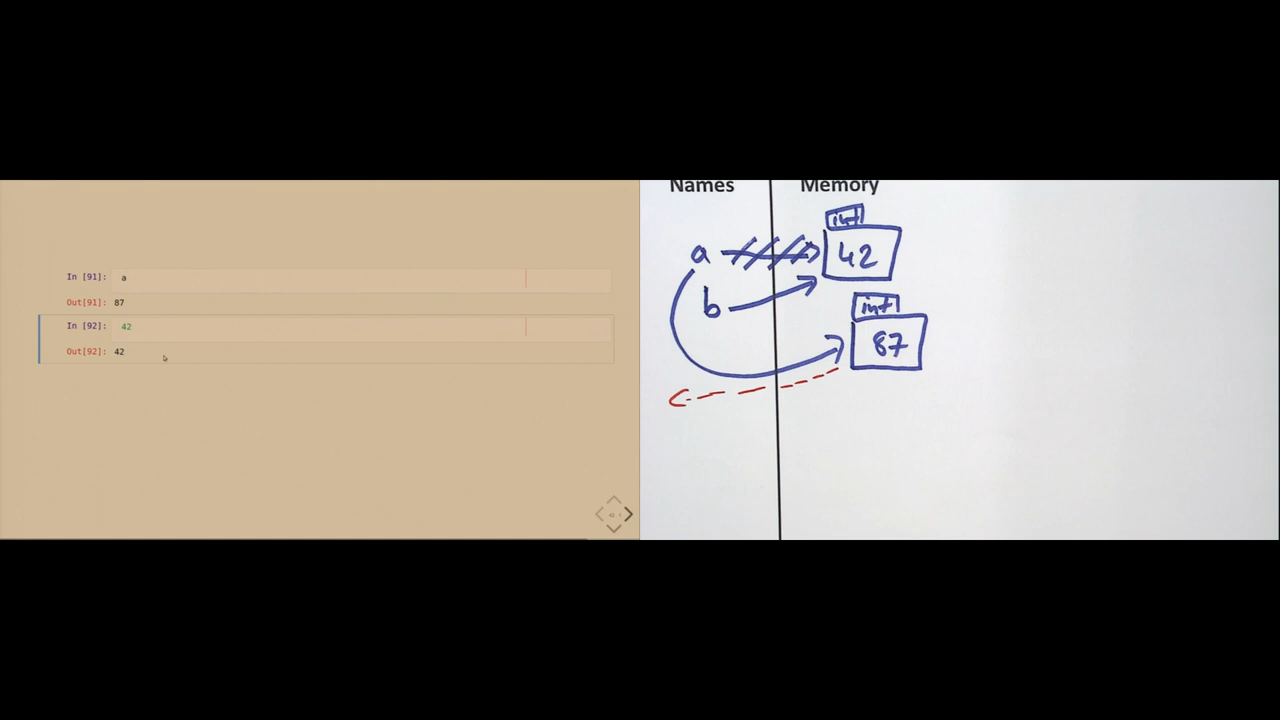 In [91]: a
Out[91]: 87
In [92]: 42
Out[92]: 42
Names Memory
int
a 42
b
int
87